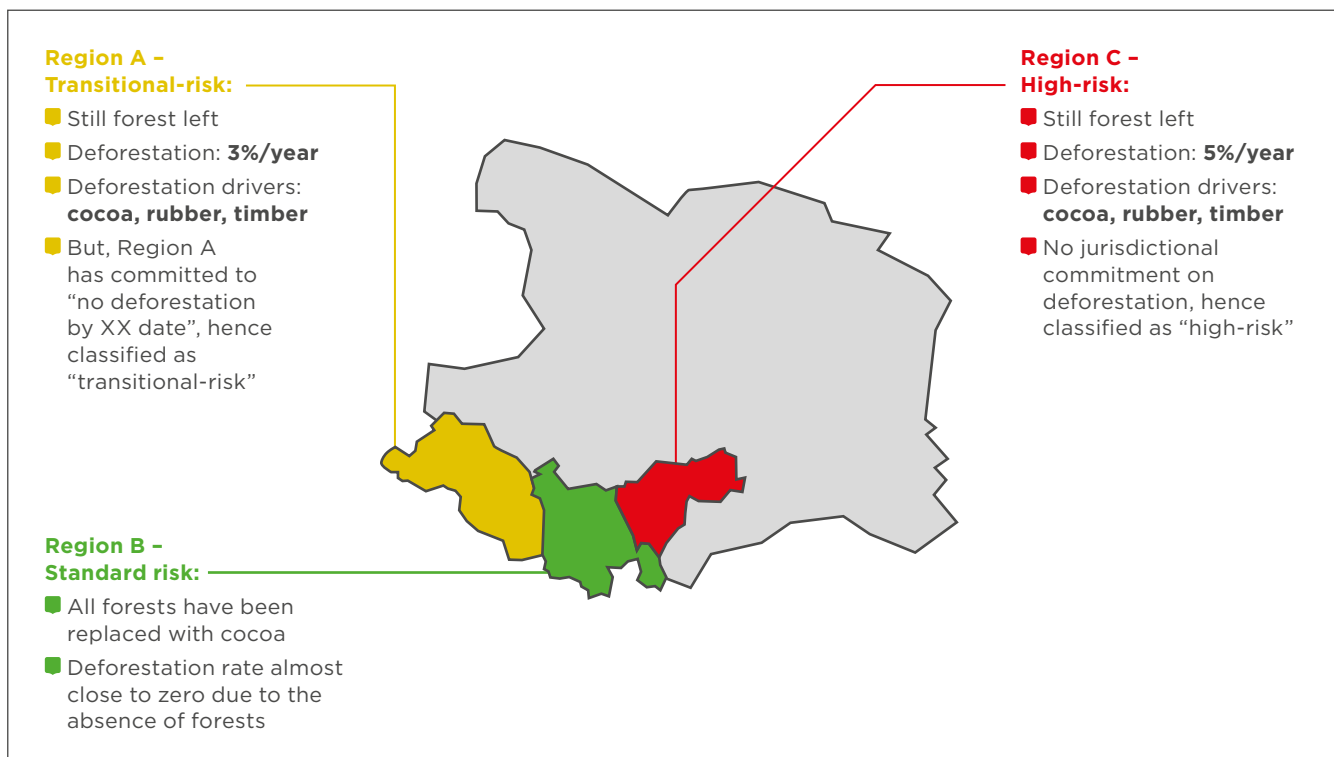 Region A –
Transitional-risk:
Still forest left
Deforestation: 3%/year
Deforestation drivers:
cocoa, rubber, timber
But, Region A
has committed to
“no deforestation
by XX date”, hence
classified as
“transitional-risk”
Region C –
High-risk:
Still forest left
Deforestation: 5%/year
Deforestation drivers:
cocoa, rubber, timber
No jurisdictional
commitment on
deforestation, hence
classified as “high-risk”
Region B –
Standard risk:
All forests have been
replaced with cocoa
Deforestation rate almost
close to zero due to the
absence of forests